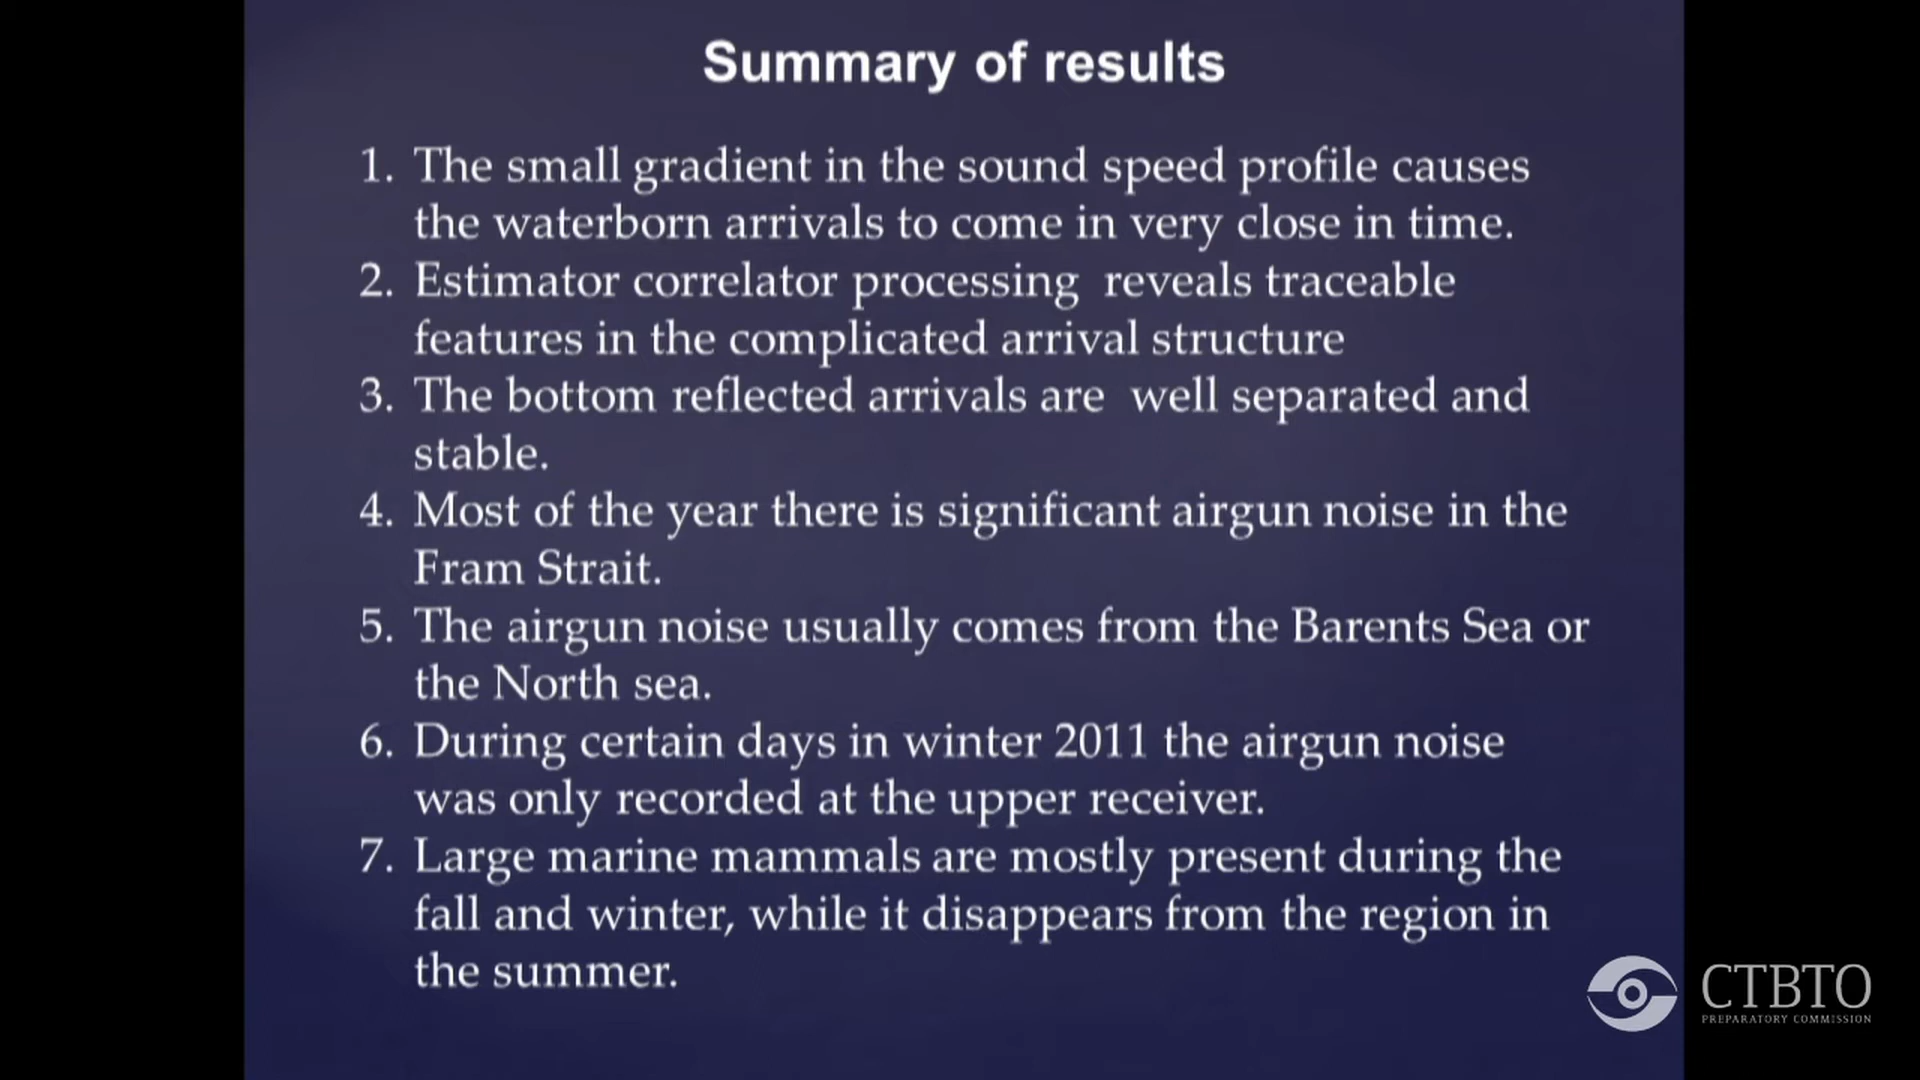 Summary of results
1. The small gradient in the sound speed profile causes
the waterborn arrivals to come in very close in time.
2. Estimator correlator processing reveals traceable
features in the complicated arrival structure
3. The bottom reflected arrivals are well separated and
stable.
4. Most of the year there is significant airgun noise in the
Fram Strait.
5. The airgun noise usually comes from the Barents Sea or
the North sea.
6. During certain days in winter 2011 the airgun noise
was only recorded at the upper receiver.
7. Large marine mammals are mostly present during the
fall and winter, while it disappears from the region in
the summer.
CTBTO
PREPARATORY COMMISSION